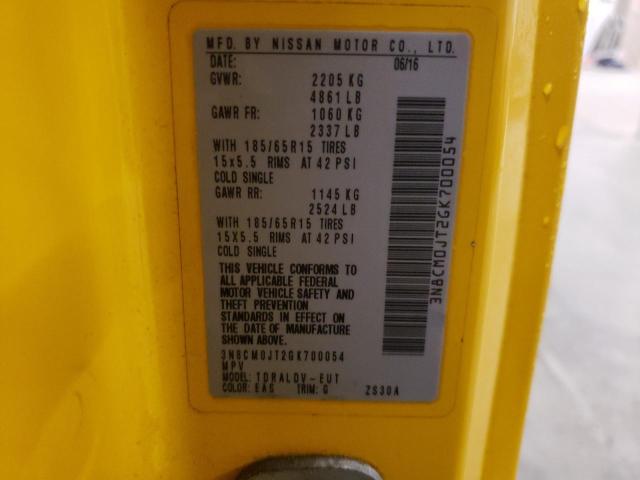 MFD. BY NISSAN MOTOR CO., LTD.
DATE: 06/16
GVWR: 2205 KG
4861 LB
GAWR FR: 1060 KG
2337 LB
WITH 185/65R15 TIRES
15x5.5 RIMS AT 42 PSI
COLD SINGLE
GAWR RR: 1145 KG
2524 LB
WITH 185/65R15 TIRES
15X5.5 RIMS AT 42 PSI
COLD SINGLE
THIS VEHICLE CONFORMS TO
ALL APPLICABLE FEDERAL
MOTOR VEHICLE SAFETY AND
THEFT PREVENTION
STANDARDS IN EFFECT ON
THE DATE OF MANUFACTURE
SHOWN ABOVE.
3N8CM0JT2GK700054
MPV
MODEL: TDRALDV-EUT
COLOR: EAS TRIM: G ZS30A
3N8CM0JT2GK700054